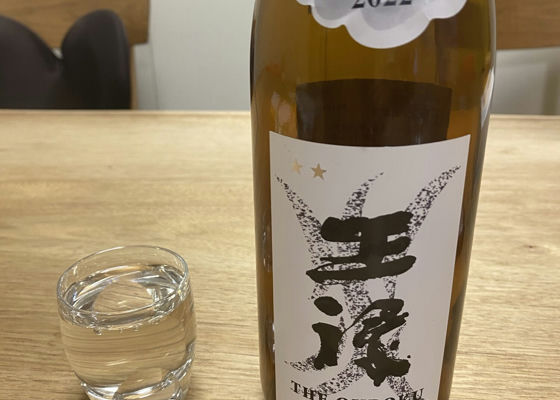 2022
王
祿
THE OUROKU